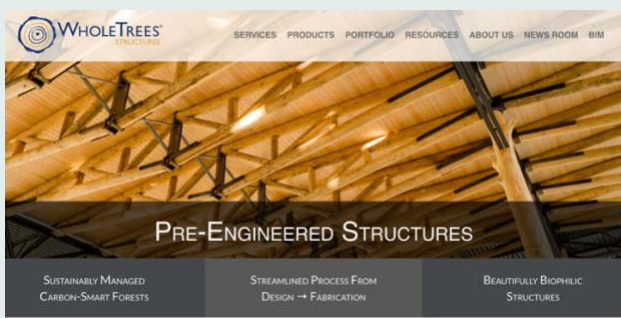 WHOLETREES®
STRUCTURES
SERVICES PRODUCTS PORTFOLIO RESOURCES ABOUT US NEWS ROOM BIM
PRE-ENGINEERED STRUCTURES
SUSTAINABLY MANAGED
CARBON-SMART FORESTS
STREAMLINED PROCESS FROM
DESIGN → FABRICATION
BEAUTIFULLY BIOPHILIC
STRUCTURES